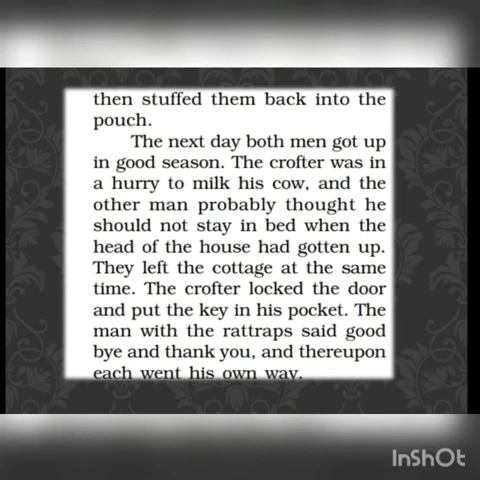 then stuffed them back into the
pouch.
The next day both men got up
in good season. The crofter was in
a hurry to milk his cow, and the
other man probably thought he
should not stay in bed when the
head of the house had gotten up.
They left the cottage at the same
time. The crofter locked the door
and put the key in his pocket. The
man with the rattraps said good
bye and thank you, and thereupon
each went his own way.
InShOt